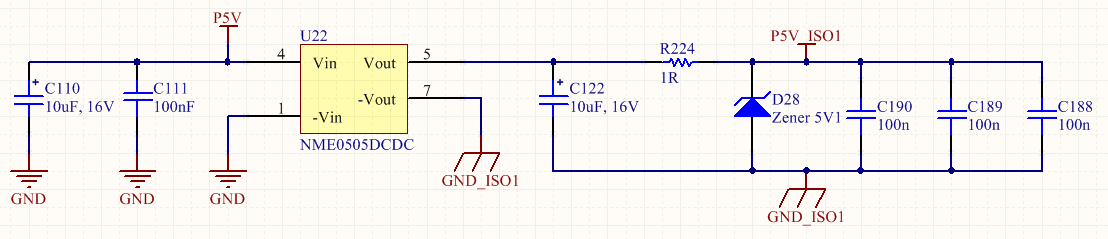 P5V
U22
P5V_ISO1
4
5
R224
Vin
Vout
1R
C110
C111
C122
10uF, 16V
100nF
-Vout
7
10uF, 16V
D28
Zener 5V1
C190
C189
C188
100n
100n
100n
1
-Vin
NME0505DCDC
GND_ISO1
GND
GND
GND
GND_ISO1